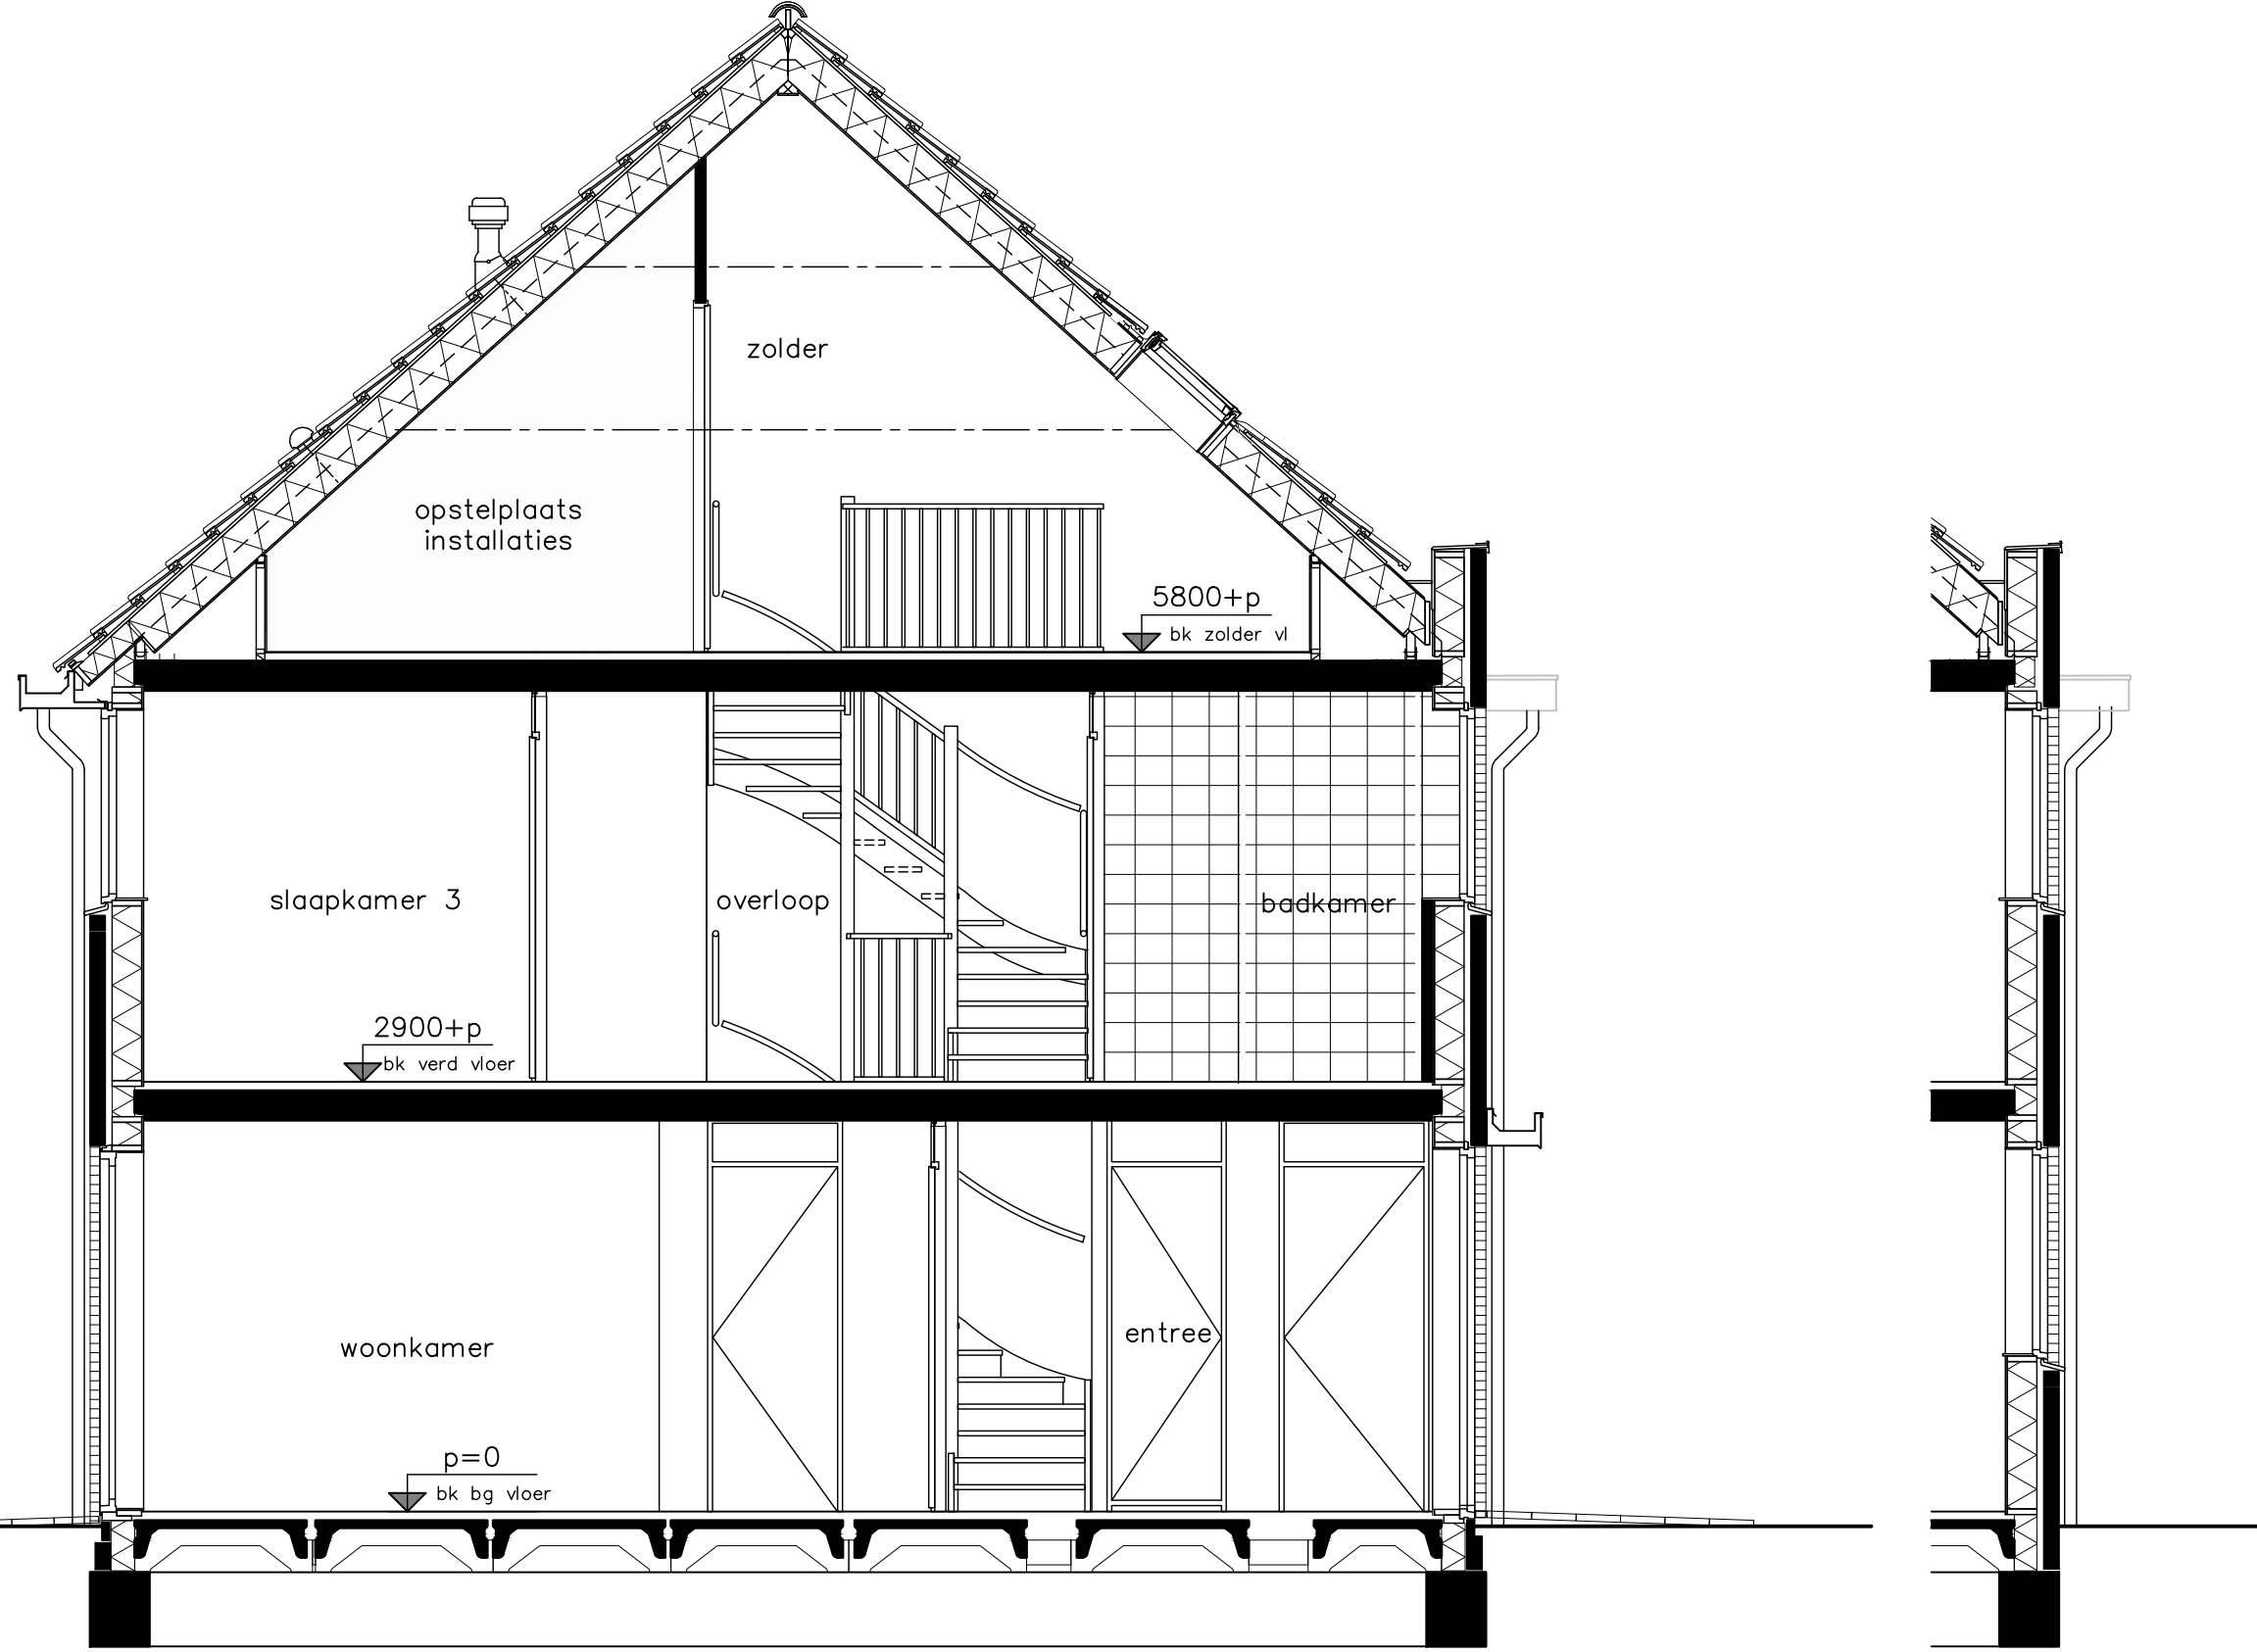 zolder
opstelplaats
installaties
5800+p
bk zolder vl
slaapkamer 3
overloop
badkamer
2900+p
bk verd vloer
woonkamer
entree
p=0
bk bg vloer